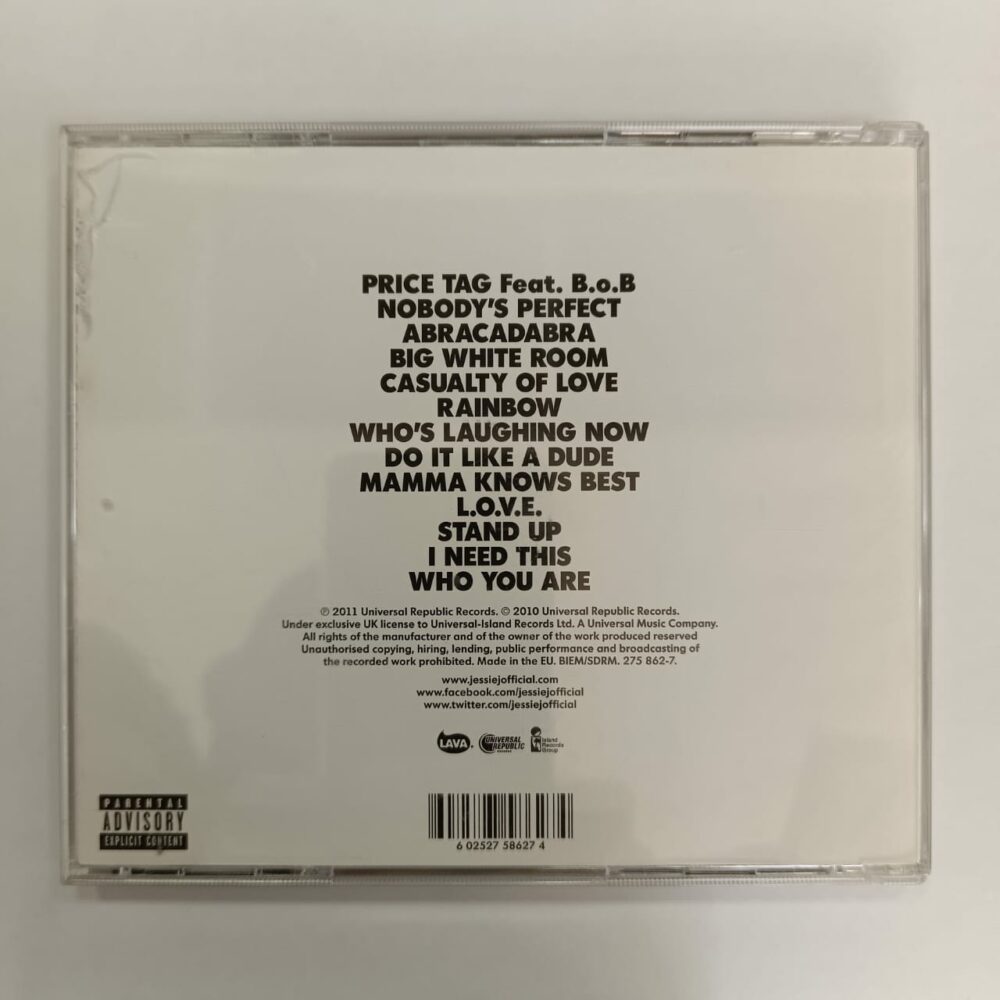 PRICE TAG Feat. B.o.B
NOBODY'S PERFECT
ABRACADABRA
BIG WHITE ROOM
CASUALTY OF LOVE
RAINBOW
WHO'S LAUGHING NOW
DO IT LIKE A DUDE
MAMMA KNOWS BEST
L.O.V.E.
STAND UP
I NEED THIS
WHO YOU ARE
℗ 2011 Universal Republic Records. © 2010 Universal Republic Records.
Under exclusive UK license to Universal-Island Records Ltd. A Universal Music Company.
All rights of the manufacturer and of the owner of the work produced reserved
Unauthorised copying, hiring, lending, public performance and broadcasting of
the recorded work prohibited. Made in the EU. BIEM/SDRM. 275 862-7.
www.jessiejofficial.com
www.facebook.com/jessiejofficial
www.twitter.com/jessiejofficial
LAVA
UNIVERSAL
REPUBLIC
RECORDS
Island
Records
Group
PARENTAL
ADVISORY
EXPLICIT CONTENT
6 02527 58627 4